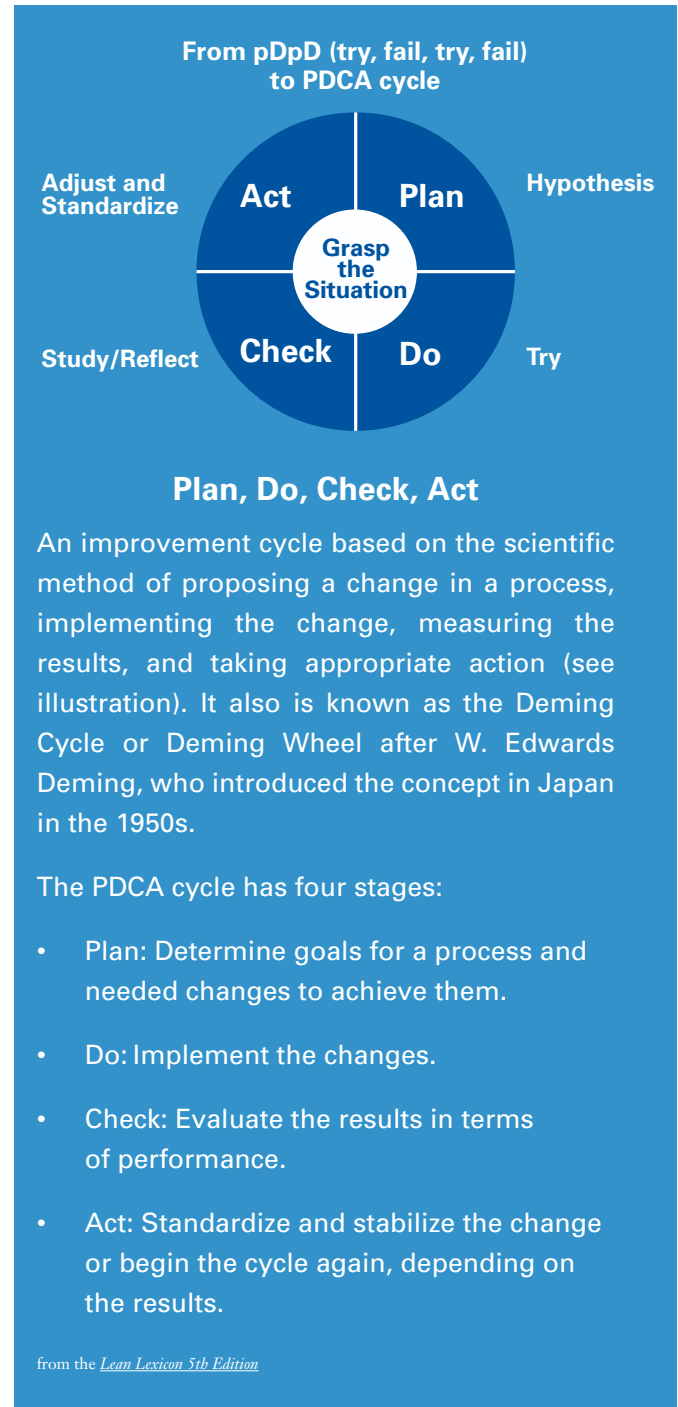 From pDpD (try, fail, try, fail)
to PDCA cycle
Adjust and
Standardize
Act
Plan
Hypothesis
Grasp
the
Situation
Study/Reflect
Check
Do
Try
Plan, Do, Check, Act
An improvement cycle based on the scientific
method of proposing a change in a process,
implementing the change, measuring the
results, and taking appropriate action (see
illustration). It also is known as the Deming
Cycle or Deming Wheel after W. Edwards
Deming, who introduced the concept in Japan
in the 1950s.
The PDCA cycle has four stages:
• Plan: Determine goals for a process and
needed changes to achieve them.
• Do: Implement the changes.
• Check: Evaluate the results in terms
of performance.
• Act: Standardize and stabilize the change
or begin the cycle again, depending on
the results.
from the Lean Lexicon 5th Edition